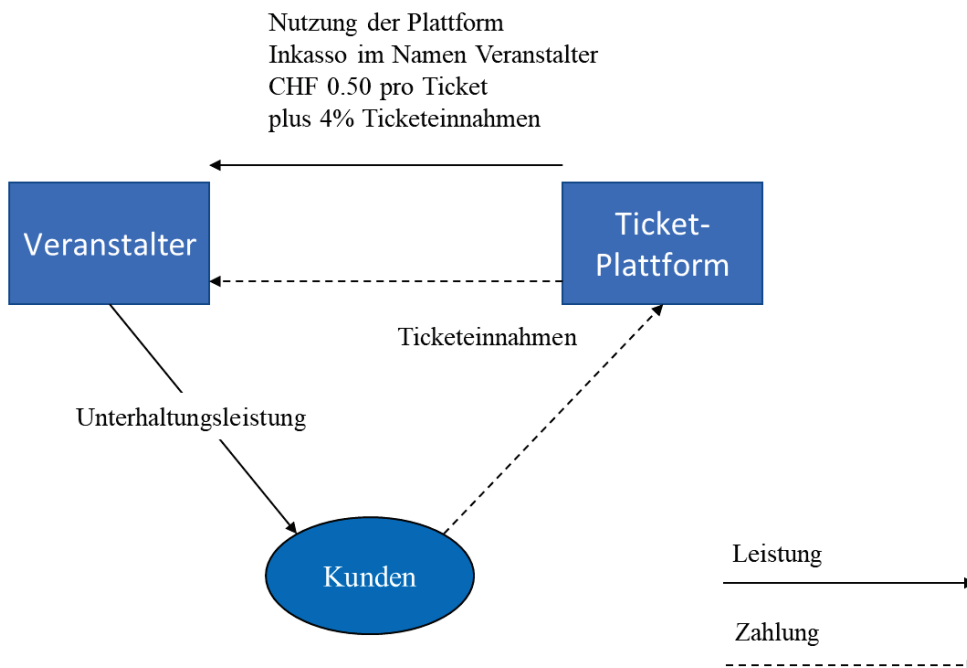 Nutzung der Plattform
Inkasso im Namen Veranstalter
CHF 0.50 pro Ticket
plus 4% Ticketeinnahmen
Veranstalter
Ticket-
Plattform
Ticketeinnahmen
Unterhaltungsleistung
Kunden
Leistung
Zahlung